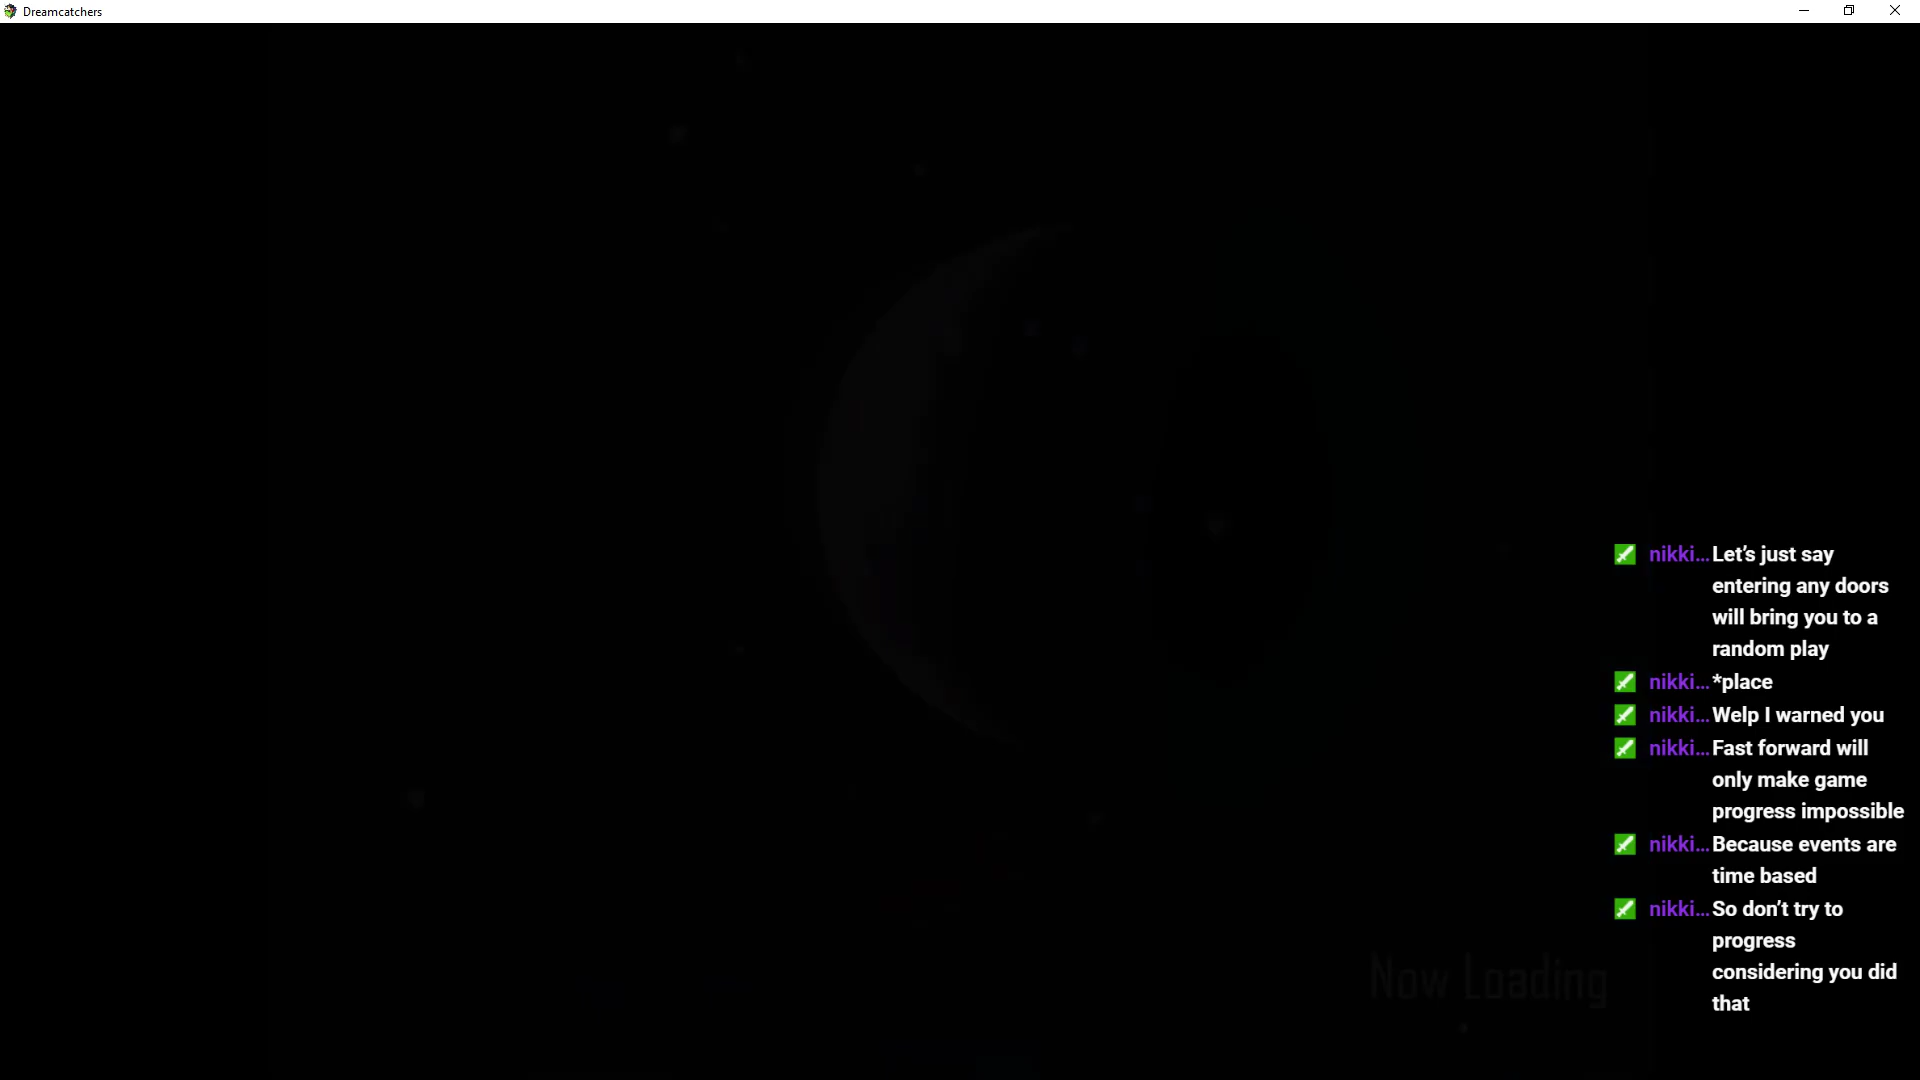 Dreamcatchers
nikki... Let's just say
entering any doors
will bring you to a
random play
nikki... *place
nikki... Welp I warned you
nikki... Fast forward will
only make game
progress impossible
nikki... Because events are
time based
nikki... So don't try to
progress
considering you did
that
Now Loading